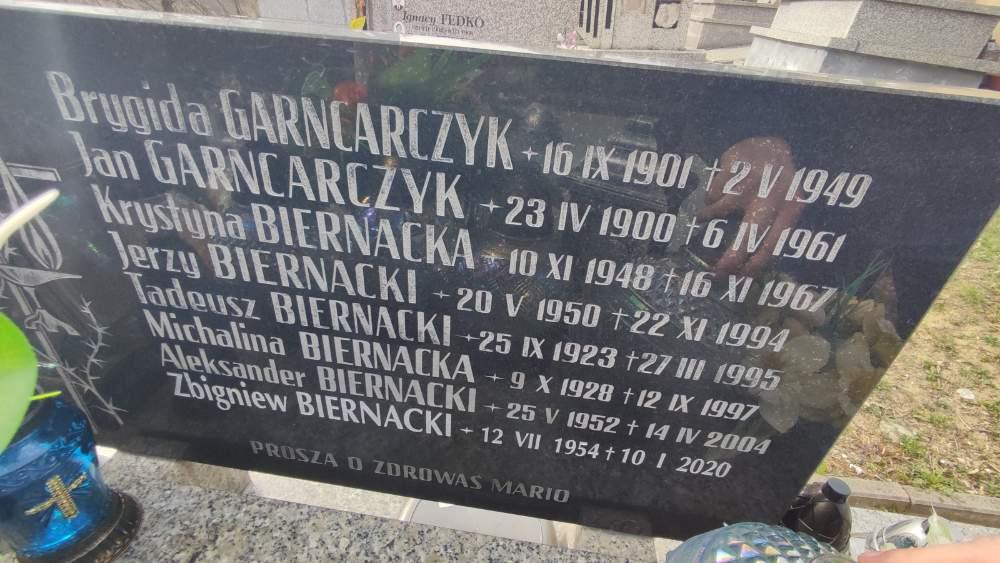 Ignacy FEDKO
Brygida GARNCARCZYK + 16 IX 1901 † 2 V 1949
Jan GARNCARCZYK + 23 IV 1900 † 6 IV 1961
Krystyna BIERNACKA + 10 XI 1948 † 16 XI 1967
Jerzy BIERNACKI + 20 V 1950 † 22 XI 1994
Tadeusz BIERNACKI + 25 IX 1923 † 27 III 1995
Michalina BIERNACKA + 9 X 1928 † 12 IX 1997
Aleksander BIERNACKI + 25 V 1952 † 14 IV 2004
Zbigniew BIERNACKI + 12 VII 1954 † 10 I 2020
PROSZĄ O ZDROWAŚ MARIO